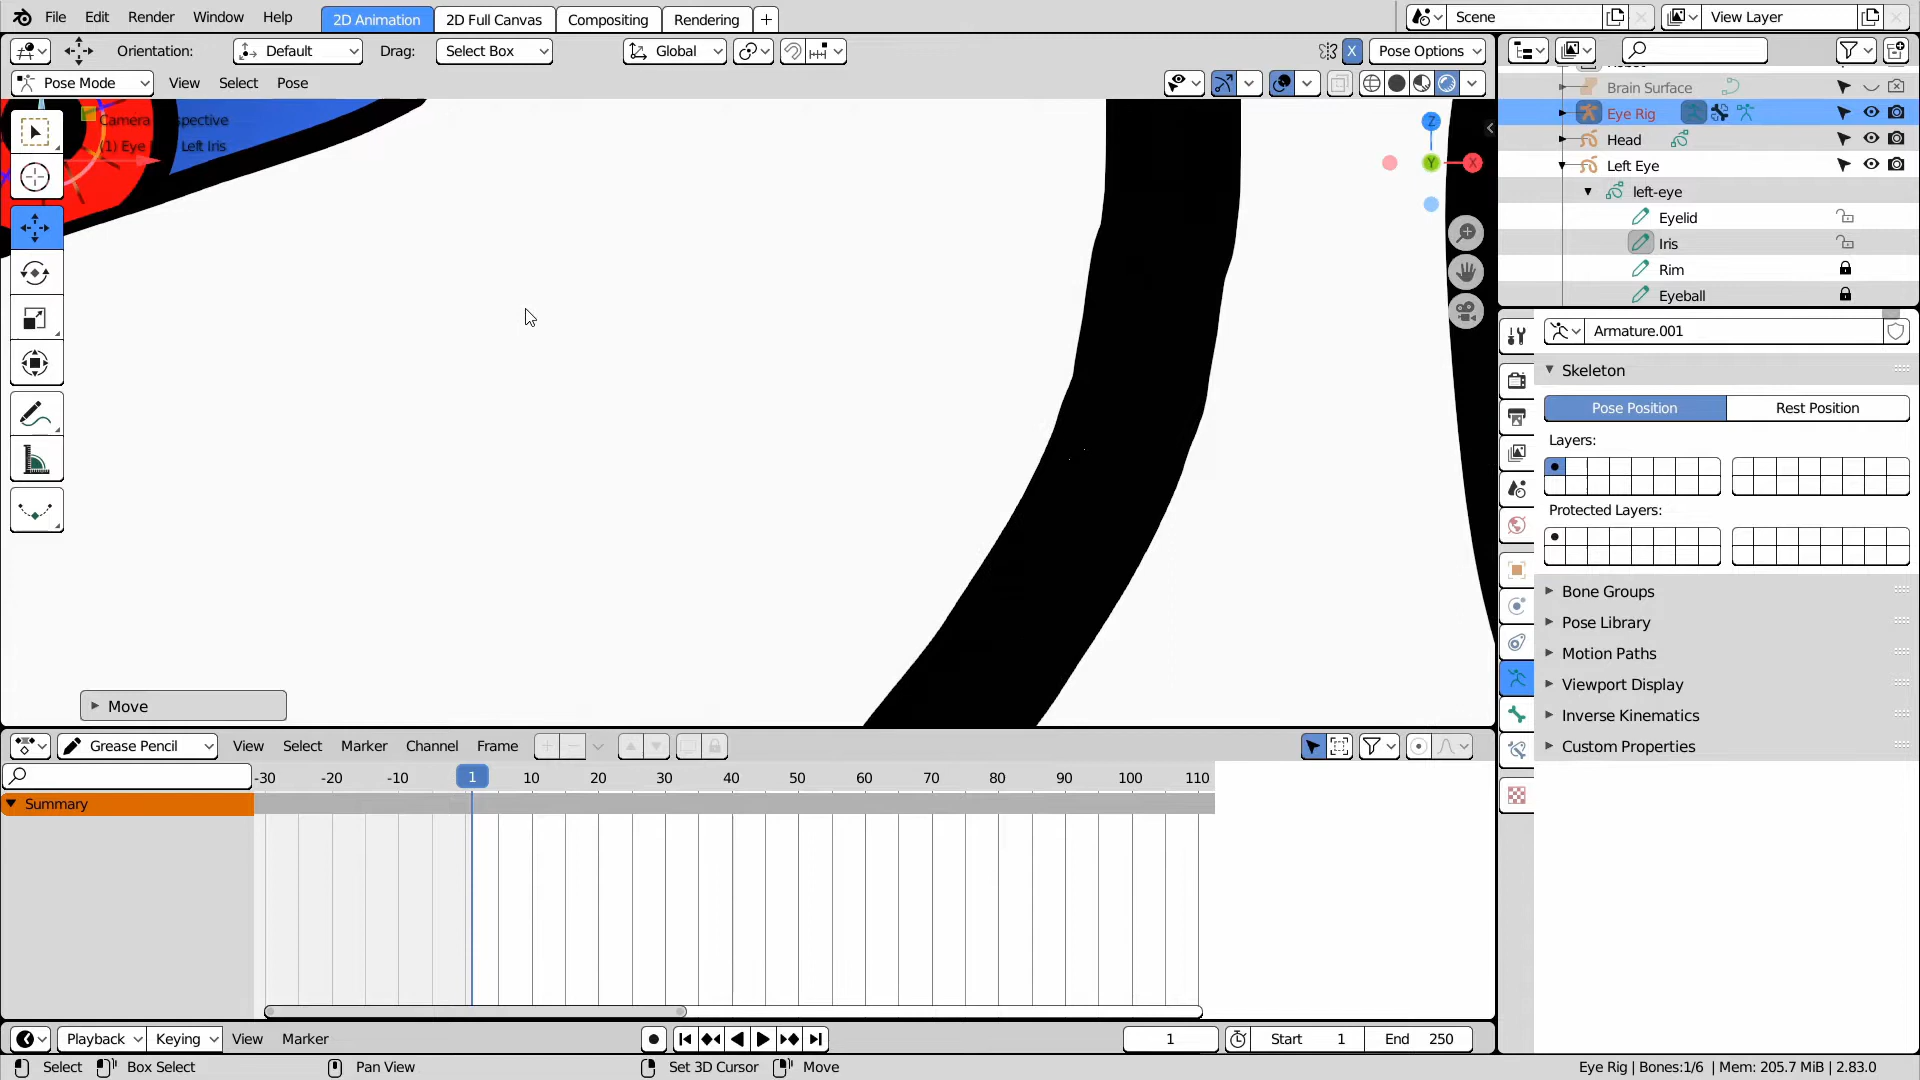 File Edit Render Window Help 2D Animation 2D Full Canvas Compositing Rendering + Scene View Layer
Orientation: Default Drag: Select Box Global X Pose Options
Pose Mode View Select Pose
Brain Surface
Eye Rig
Head
Left Eye
left-eye
Eyelid
Iris
Rim
Eyeball
Z
Y X
Armature.001
Skeleton
Pose Position Rest Position
Layers:
Protected Layers:
Bone Groups
Pose Library
Motion Paths
Viewport Display
Inverse Kinematics
Custom Properties
Move
Grease Pencil View Select Marker Channel Frame
-30 -20 -10 1 10 20 30 40 50 60 70 80 90 100 110
Summary
Playback Keying View Marker 1 Start 1 End 250
Select Box Select Pan View Set 3D Cursor Move Eye Rig | Bones:1/6 | Mem: 205.7 MiB | 2.83.0